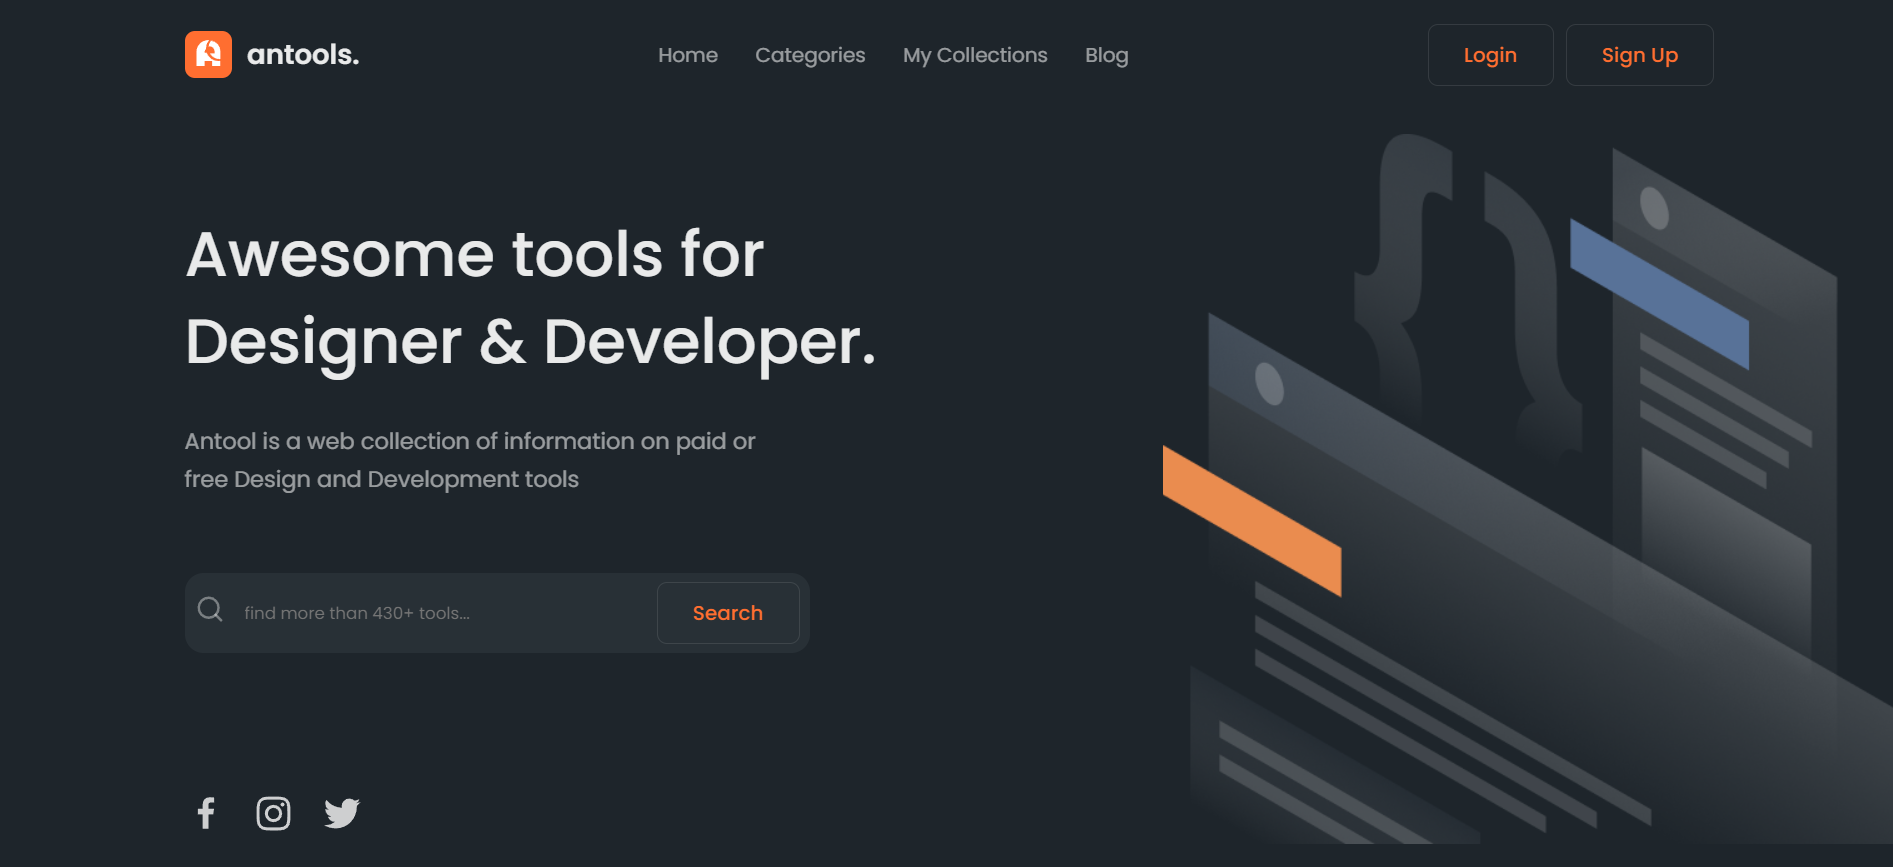 antools.
Home Categories My Collections Blog
Login Sign Up
Awesome tools for
Designer & Developer.
Antool is a web collection of information on paid or
free Design and Development tools
find more than 430+ tools...
Search